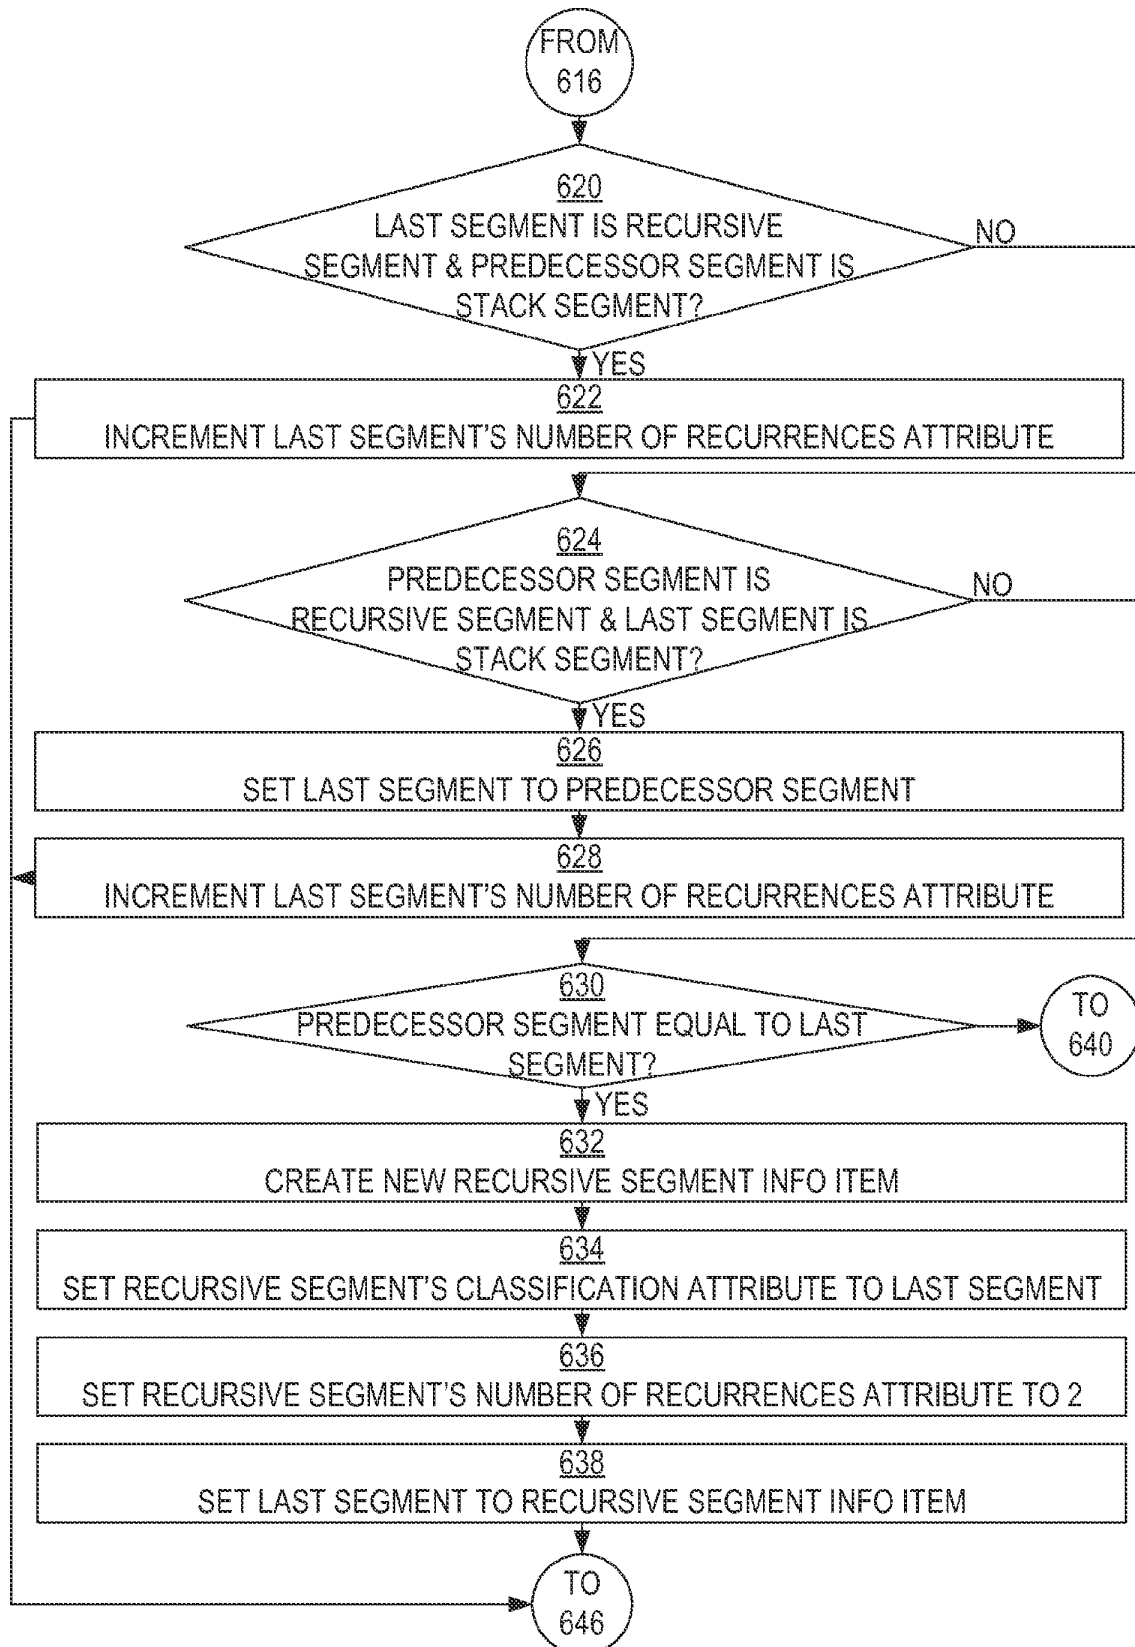 FROM
616
620
LAST SEGMENT IS RECURSIVE
SEGMENT & PREDECESSOR SEGMENT IS
STACK SEGMENT?
NO
YES
622
INCREMENT LAST SEGMENT'S NUMBER OF RECURRENCES ATTRIBUTE
624
PREDECESSOR SEGMENT IS
RECURSIVE SEGMENT & LAST SEGMENT IS
STACK SEGMENT?
NO
YES
626
SET LAST SEGMENT TO PREDECESSOR SEGMENT
628
INCREMENT LAST SEGMENT'S NUMBER OF RECURRENCES ATTRIBUTE
630
PREDECESSOR SEGMENT EQUAL TO LAST
SEGMENT?
TO
640
YES
632
CREATE NEW RECURSIVE SEGMENT INFO ITEM
634
SET RECURSIVE SEGMENT'S CLASSIFICATION ATTRIBUTE TO LAST SEGMENT
636
SET RECURSIVE SEGMENT'S NUMBER OF RECURRENCES ATTRIBUTE TO 2
638
SET LAST SEGMENT TO RECURSIVE SEGMENT INFO ITEM
TO
646